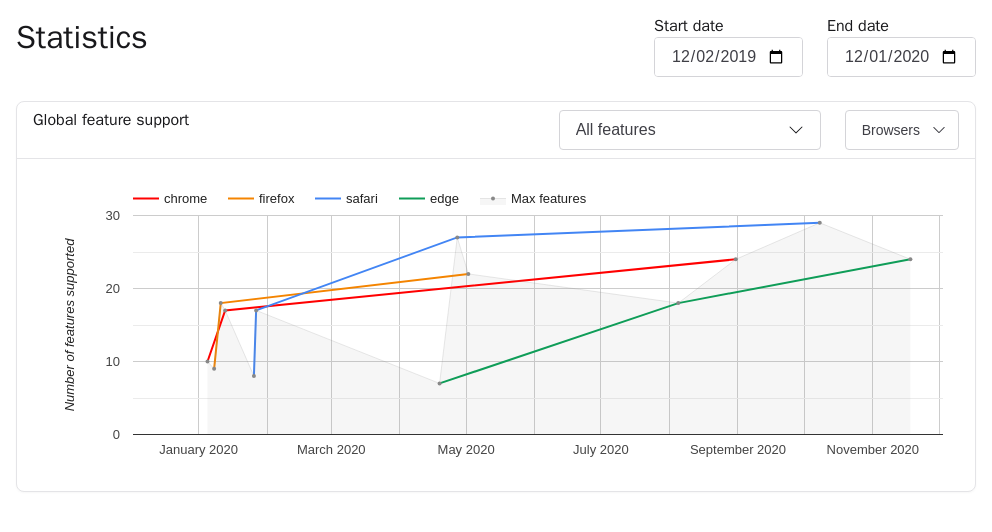 Statistics
Start date
12/02/2019
End date
12/01/2020
Global feature support
All features
Browsers
chrome
firefox
safari
edge
Max features
Number of features supported
30
20
10
0
January 2020
March 2020
May 2020
July 2020
September 2020
November 2020